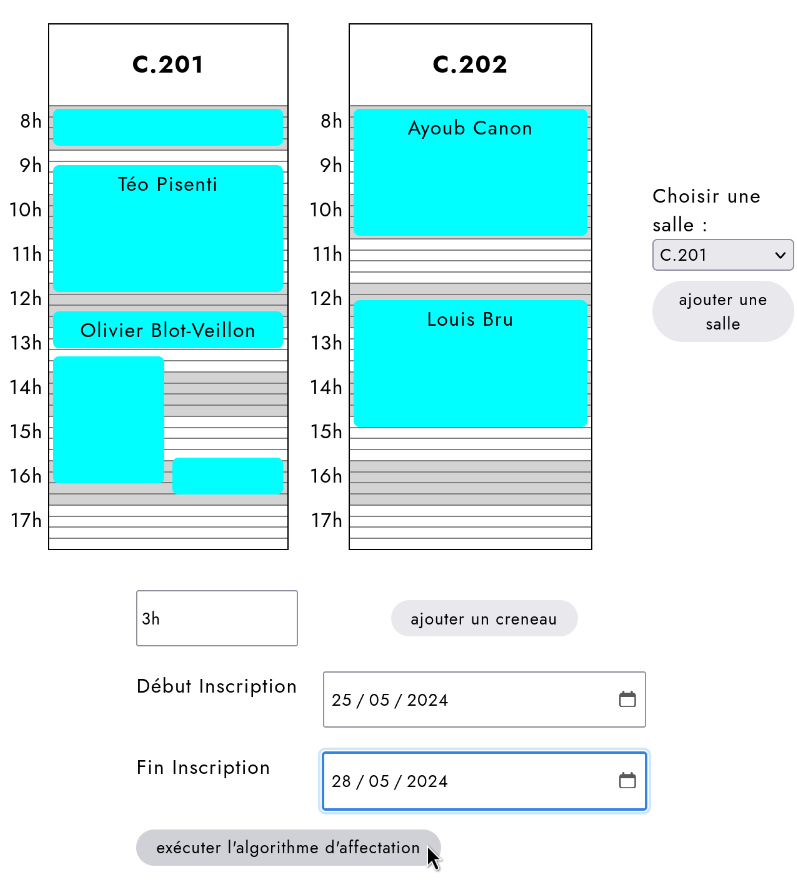 C.201
8h
9h
Téo Pisenti
10h
11h
12h
Olivier Blot-Veillon
13h
14h
15h
16h
17h
C.202
8h
Ayoub Canon
9h
10h
11h
12h
Louis Bru
13h
14h
15h
16h
17h
Choisir une
salle :
C.201
ajouter une
salle
3h
ajouter un creneau
Début Inscription
25 / 05 / 2024
Fin Inscription
28 / 05 / 2024
exécuter l'algorithme d'affectation